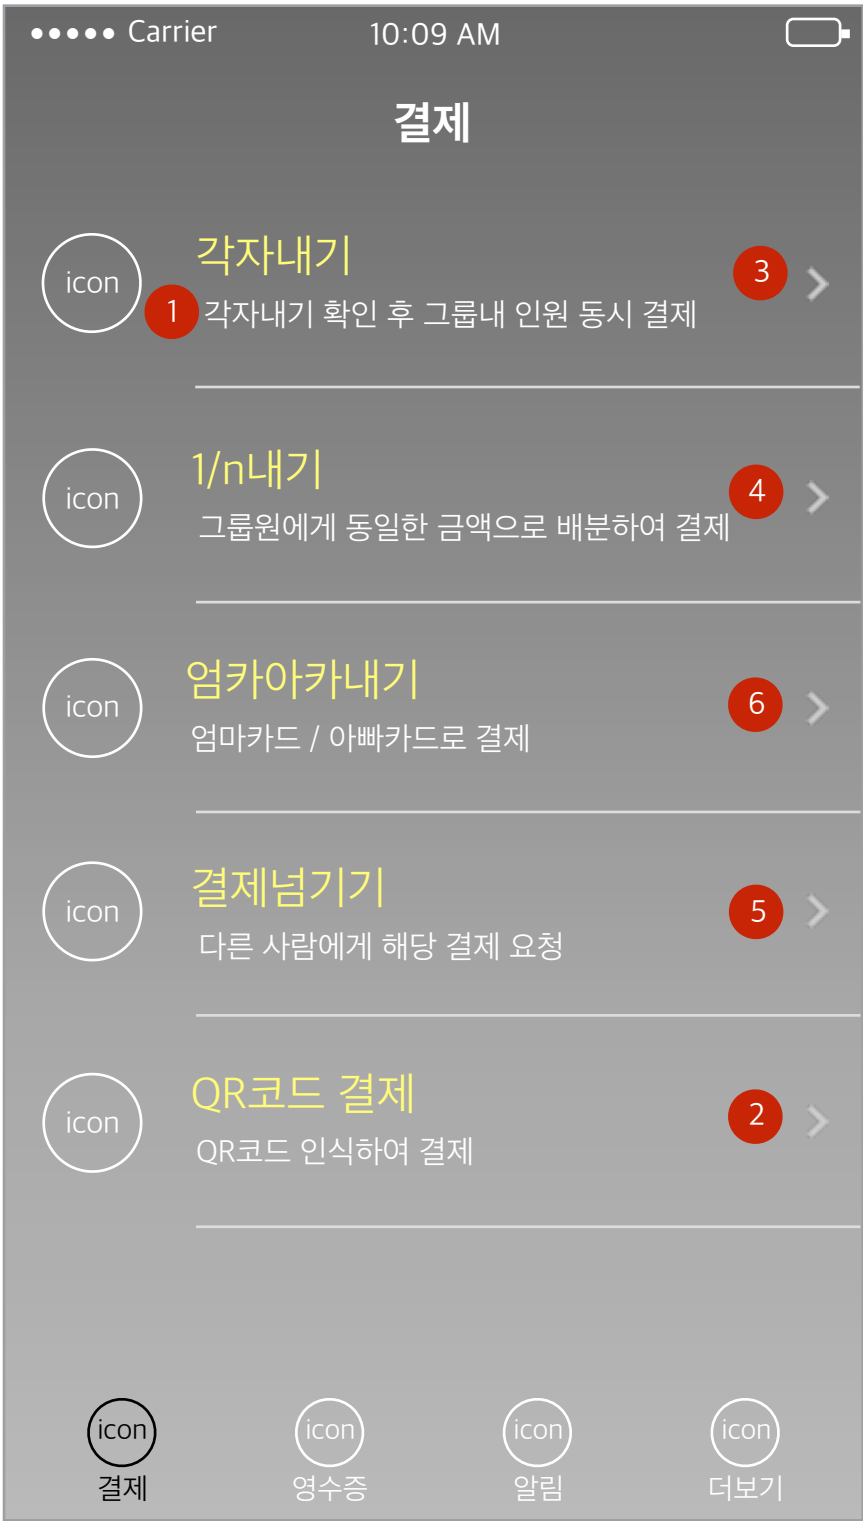 Carrier 10:09 AM
결제
icon
각자내기
3
1
각자내기 확인 후 그룹내 인원 동시 결제
icon
1/n내기
4
그룹원에게 동일한 금액으로 배분하여 결제
icon
엄카아카내기
6
엄마카드 / 아빠카드로 결제
icon
결제넘기기
5
다른 사람에게 해당 결제 요청
icon
QR코드 결제
2
QR코드 인식하여 결제
icon icon icon icon
결제 영수증 알림 더보기